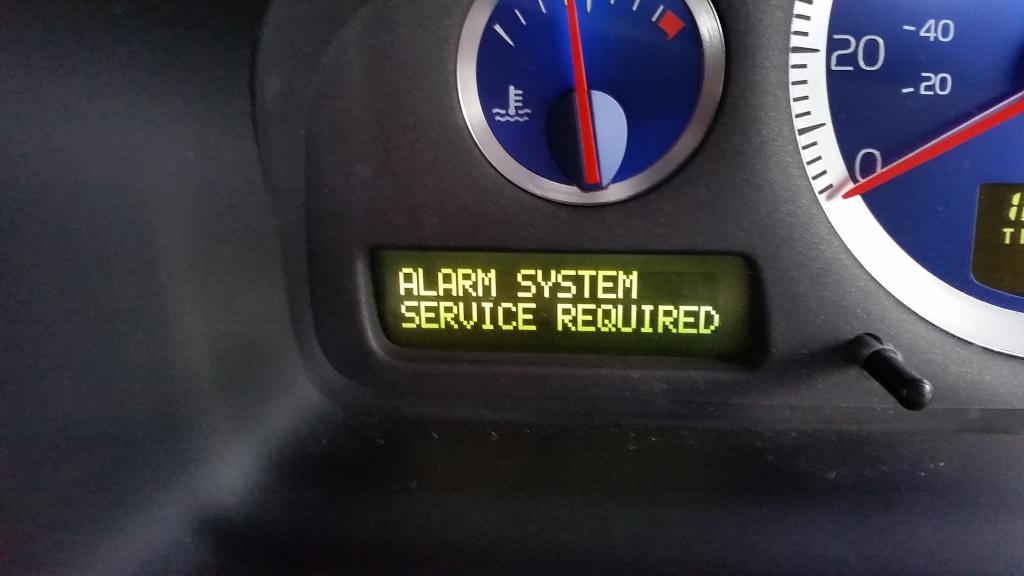 20
-40
-20
0
ALARM SYSTEM
SERVICE REQUIRED